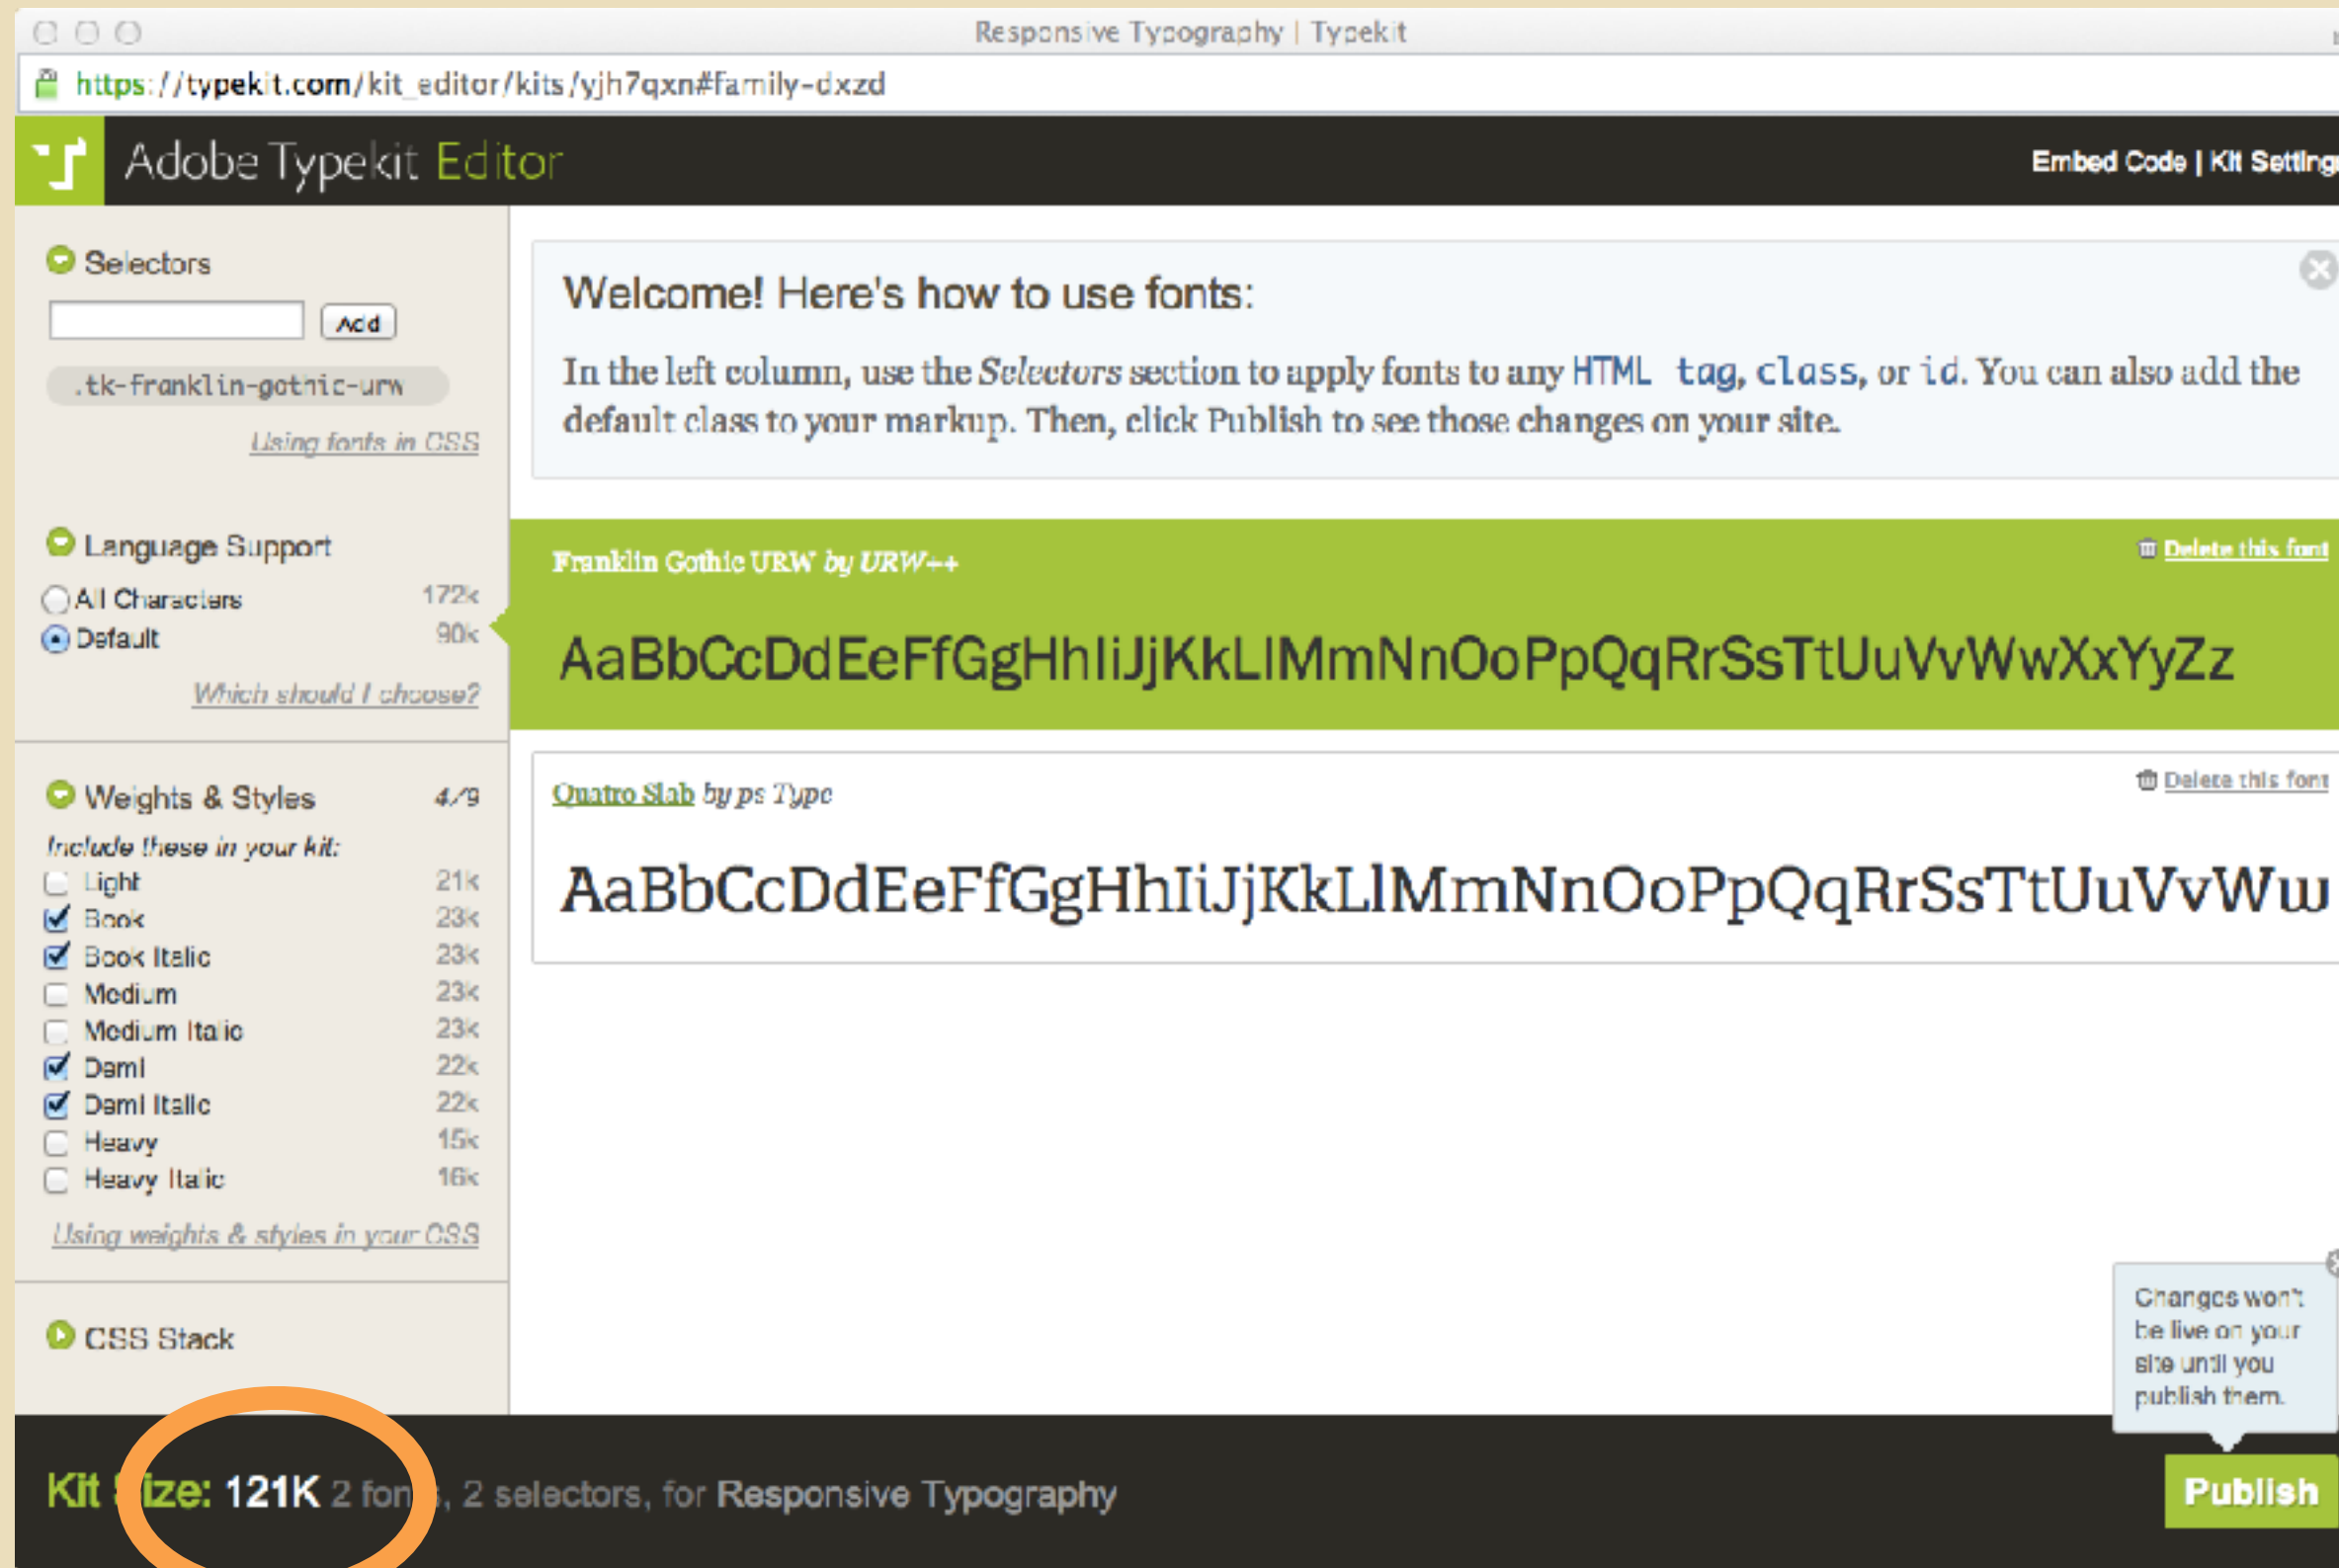 Responsive Typography | Typekit
https://typekit.com/kit_editor/kits/yjh7qxn#family-dxzd
Adobe Typekit Editor
Embed Code | Kit Settings
Selectors
Add
.tk-franklin-gothic-urw
Using fonts in CSS
Language Support
All Characters 172k
Default 90k
Which should I choose?
Weights & Styles 4/9
Include these in your kit:
Light 21k
Book 23k
Book Italic 23k
Medium 23k
Medium Italic 23k
Demi 22k
Demi Italic 22k
Heavy 15k
Heavy Italic 16k
Using weights & styles in your CSS
CSS Stack
Welcome! Here's how to use fonts:
In the left column, use the Selectors section to apply fonts to any HTML tag, class, or id. You can also add the
default class to your markup. Then, click Publish to see those changes on your site.
Franklin Gothic URW by URW++
Delete this font
AaBbCcDdEeFfGgHhIiJjKkLlMmNnOoPpQqRrSsTtUuVvWwXxYyZz
Quatro Slab by ps Type
Delete this font
AaBbCcDdEeFfGgHhIiJjKkLlMmNnOoPpQqRrSsTtUuVvWw
Changes won't
be live on your
site until you
publish them.
Kit Size: 121K 2 fonts, 2 selectors, for Responsive Typography
Publish